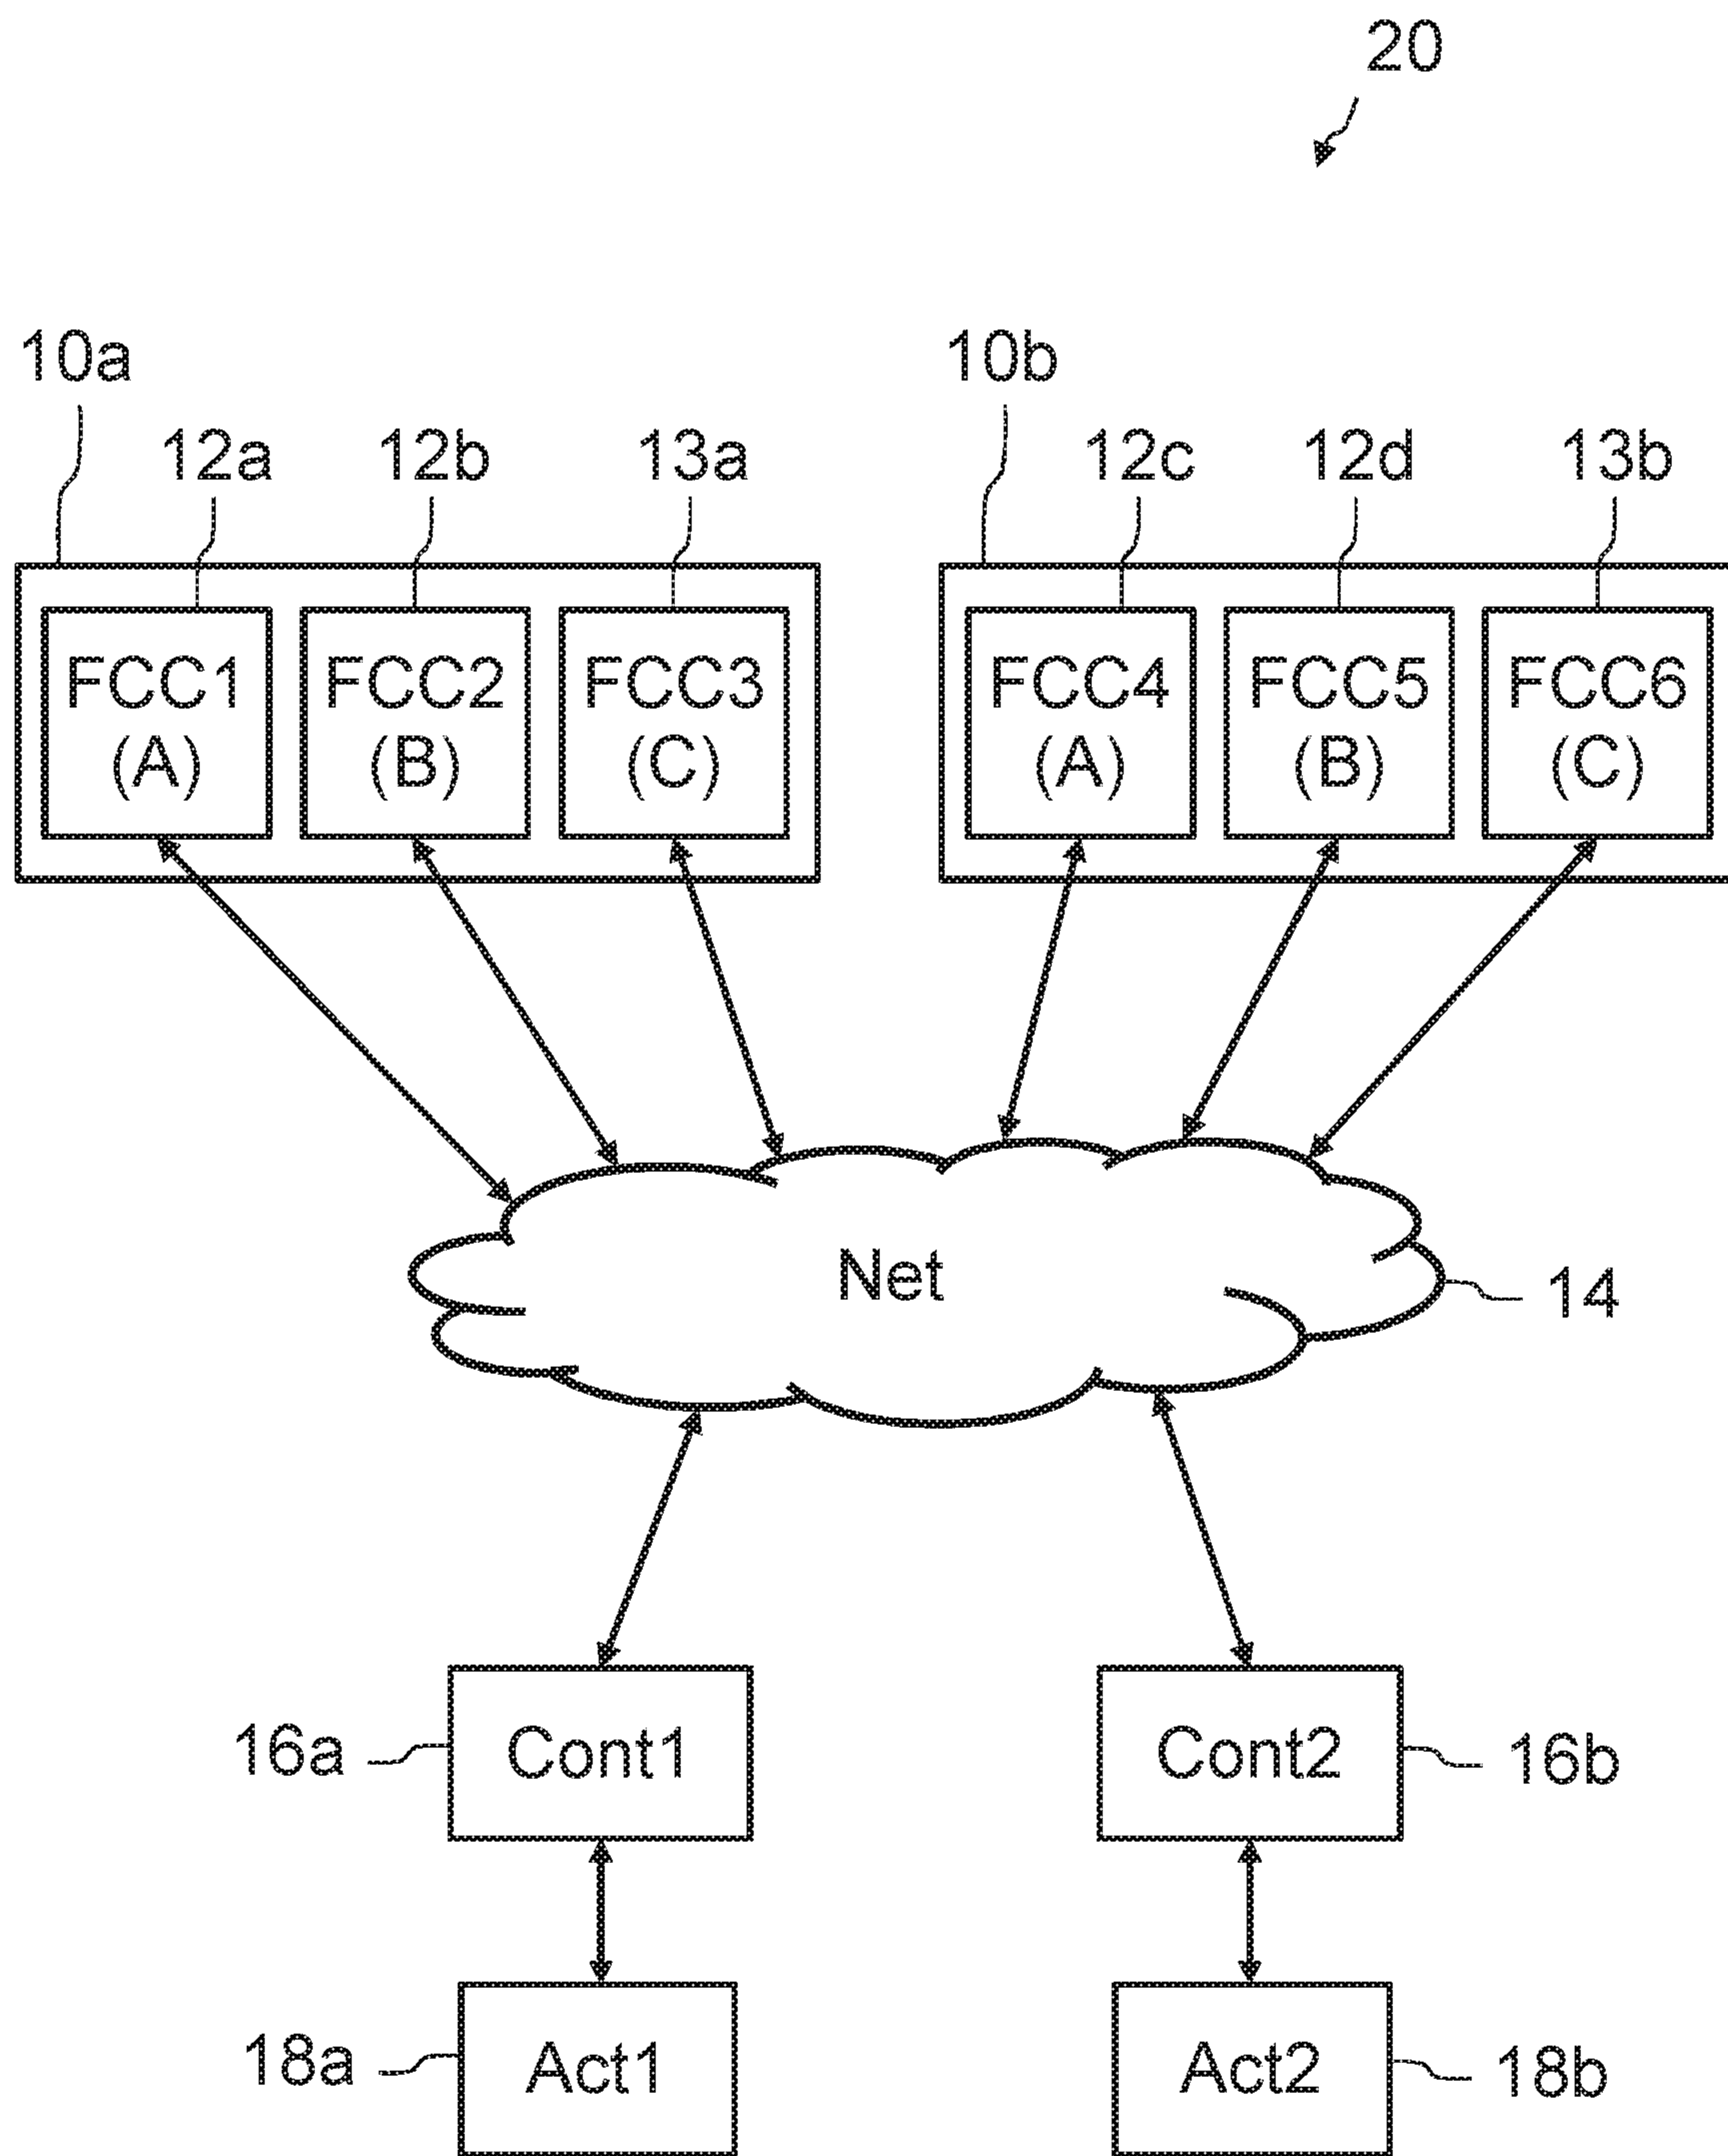 20
10a
10b
12a
12b
13a
12c
12d
13b
FCC1
(A)
FCC2
(B)
FCC3
(C)
FCC4
(A)
FCC5
(B)
FCC6
(C)
Net
14
16a
Cont1
Cont2
16b
18a
Act1
Act2
18b